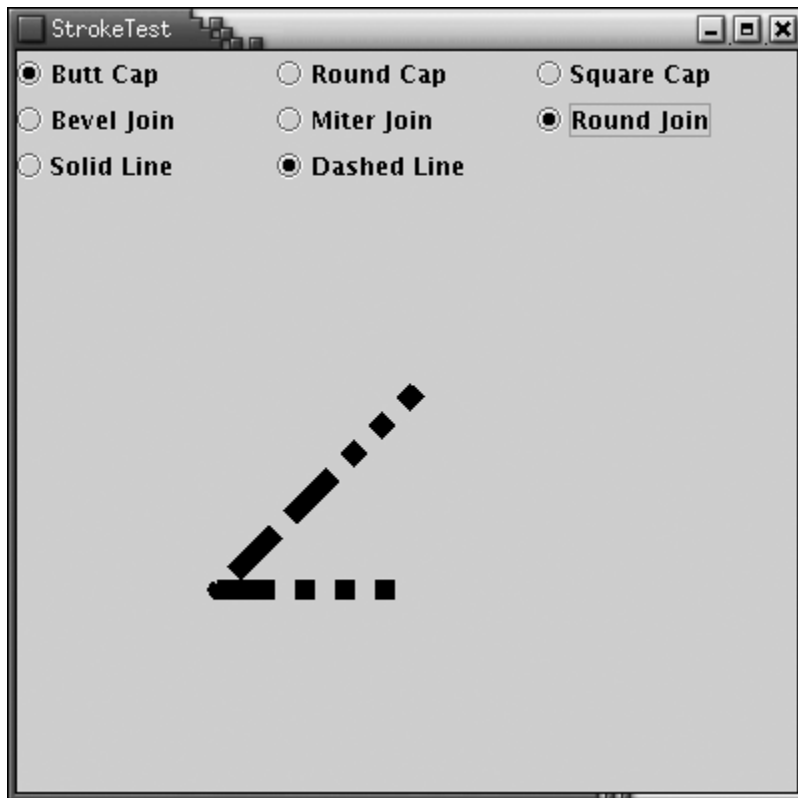 StrokeTest
Butt Cap Round Cap Square Cap
Bevel Join Miter Join Round Join
Solid Line Dashed Line